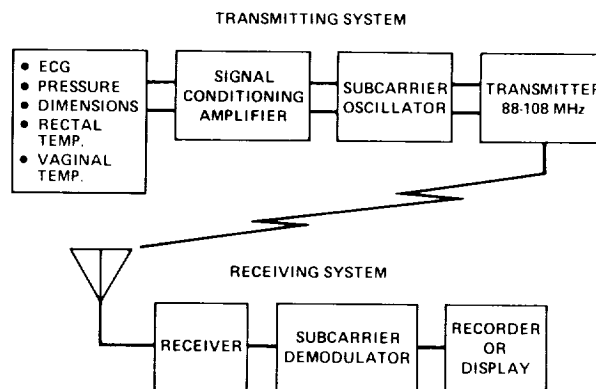 TRANSMITTING SYSTEM
• ECG
• PRESSURE
• DIMENSIONS
• RECTAL
TEMP.
• VAGINAL
TEMP.
SIGNAL
CONDITIONING
AMPLIFIER
SUBCARRIER
OSCILLATOR
TRANSMITTER
88-108 MHz
RECEIVING SYSTEM
RECEIVER
SUBCARRIER
DEMODULATOR
RECORDER
OR
DISPLAY